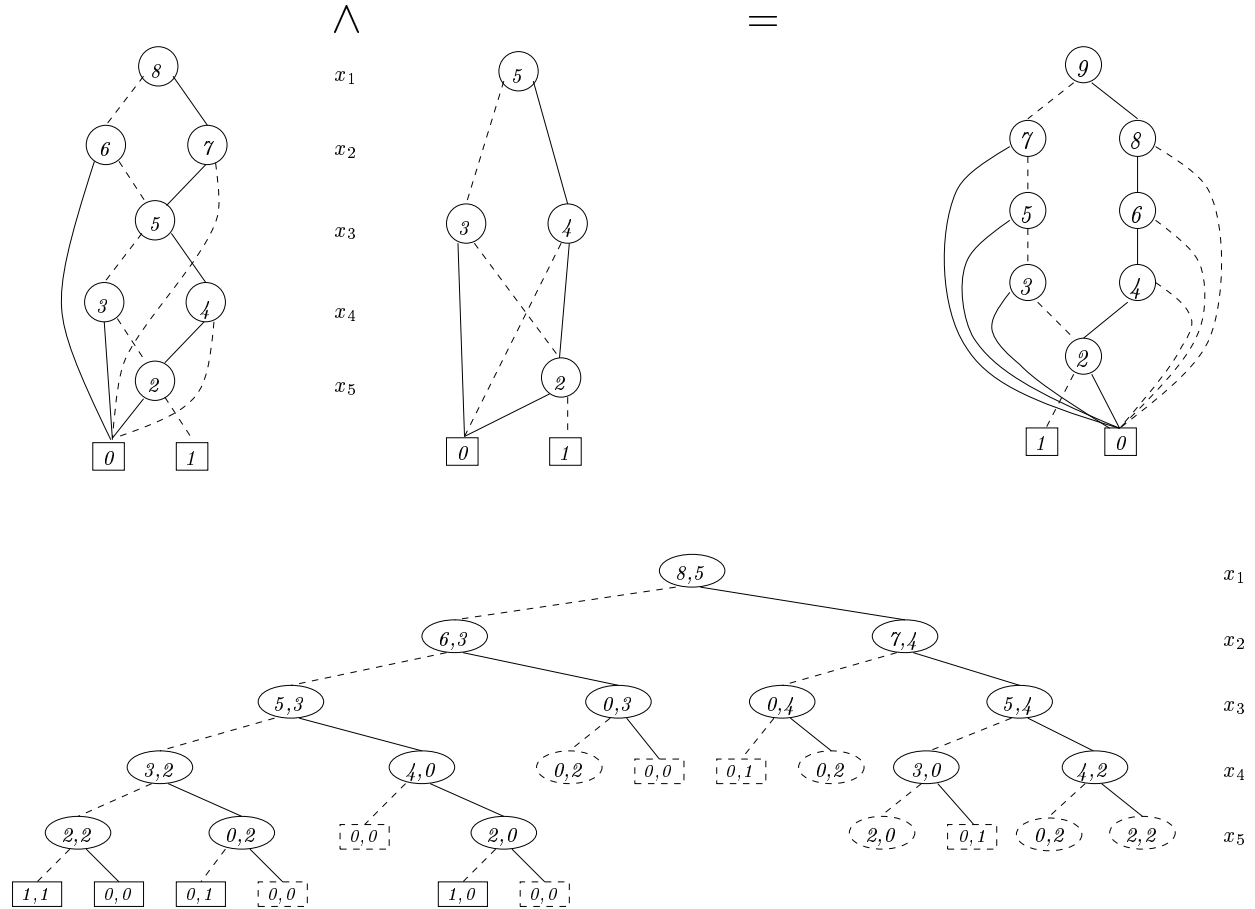 ∧ =
8 x1 5 9
6 7 x2 7 8
5 3 x3 4 5 6
3 4 x4 3 4
2 x5 2 2
0 1 0 1 1 0
8,5 x1
6,3 7,4 x2
5,3 0,3 0,4 5,4 x3
3,2 4,0 0,2 0,0 0,1 0,2 3,0 4,2 x4
2,2 0,2 0,0 2,0 2,0 0,1 0,2 2,2 x5
1,1 0,0 0,1 0,0 1,0 0,0